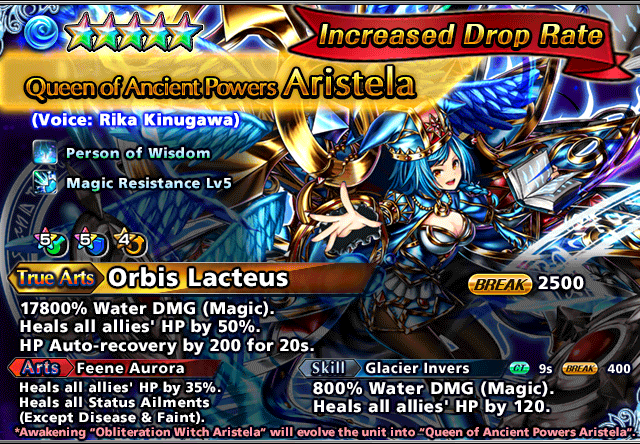 Increased Drop Rate
Queen of Ancient Powers Aristela
(Voice: Rika Kinugawa)
Person of Wisdom
Magic Resistance Lv5
5 5 4
True Arts Orbis Lacteus BREAK 2500
17800% Water DMG (Magic).
Heals all allies' HP by 50%.
HP Auto-recovery by 200 for 20s.
Arts Feene Aurora
Heals all allies' HP by 35%.
Heals all Status Ailments
(Except Disease & Faint).
Skill Glacier Invers CT 9s BREAK 400
800% Water DMG (Magic).
Heals all allies' HP by 120.
*Awakening "Obliteration Witch Aristela" will evolve the unit into "Queen of Ancient Powers Aristela".